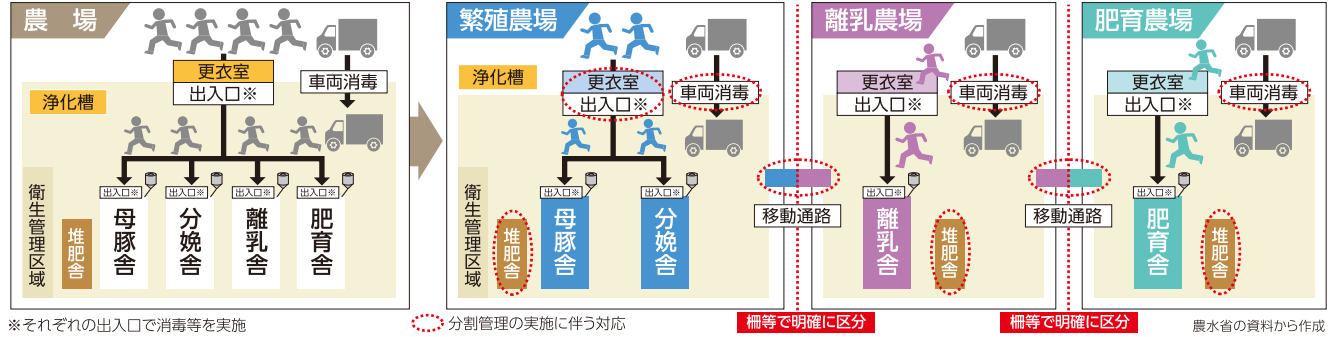 農場
更衣室
出入口※
車両消毒
浄化槽
衛生管理区域
堆肥舎
出入口※
母豚舎
出入口※
分娩舎
出入口※
離乳舎
出入口※
肥育舎
※それぞれの出入口で消毒等を実施
繁殖農場
浄化槽
更衣室
出入口※
車両消毒
衛生管理区域
堆肥舎
出入口※
母豚舎
出入口※
分娩舎
移動通路
離乳農場
更衣室
出入口※
車両消毒
出入口※
離乳舎
堆肥舎
移動通路
肥育農場
更衣室
出入口※
車両消毒
出入口※
肥育舎
堆肥舎
分割管理の実施に伴う対応
柵等で明確に区分
柵等で明確に区分
農水省の資料から作成